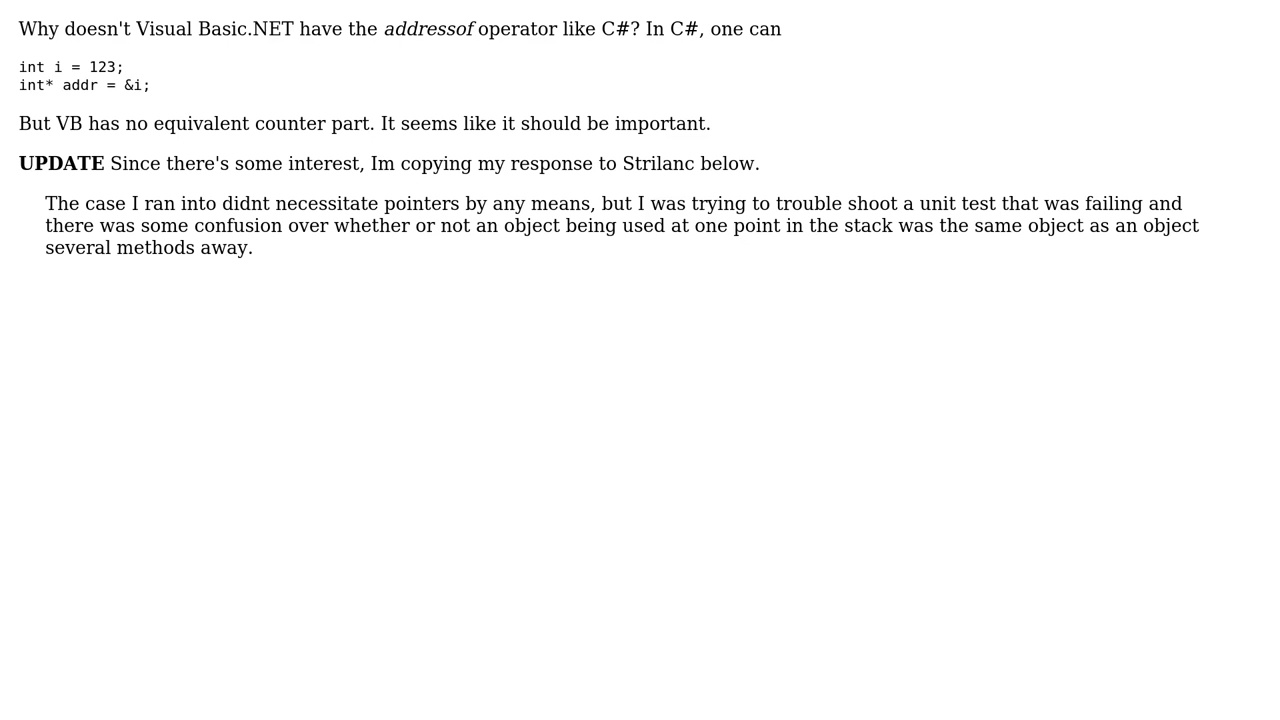 Why doesn't Visual Basic.NET have the addressof operator like C#? In C#, one can
int i = 123;
int* addr = &i;
But VB has no equivalent counter part. It seems like it should be important.
UPDATE Since there's some interest, Im copying my response to Strilanc below.
The case I ran into didnt necessitate pointers by any means, but I was trying to trouble shoot a unit test that was failing and
there was some confusion over whether or not an object being used at one point in the stack was the same object as an object
several methods away.